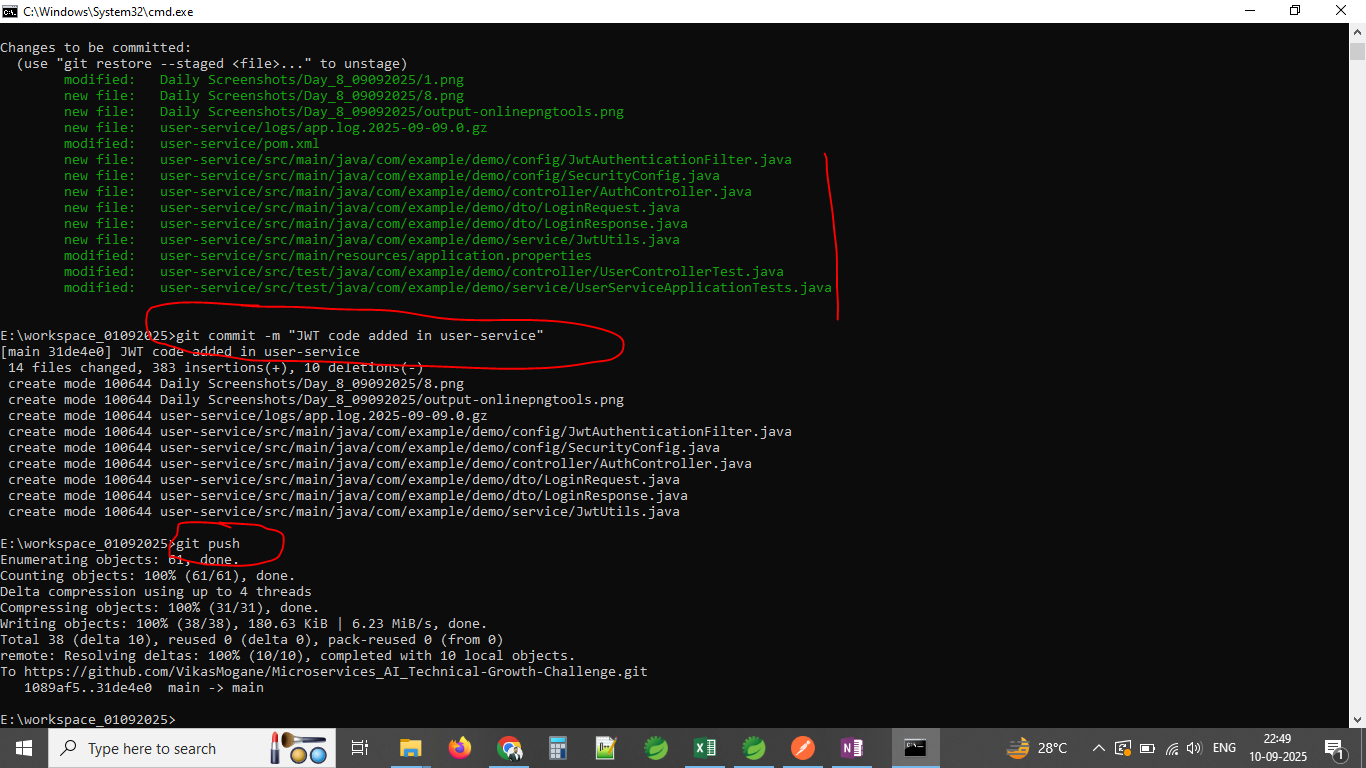 C:\Windows\System32\cmd.exe
Changes to be committed:
  (use "git restore --staged <file>..." to unstage)
        modified:   Daily Screenshots/Day_8_09092025/1.png
        new file:   Daily Screenshots/Day_8_09092025/8.png
        new file:   Daily Screenshots/Day_8_09092025/output-onlinepngtools.png
        new file:   user-service/logs/app.log.2025-09-09.0.gz
        modified:   user-service/pom.xml
        new file:   user-service/src/main/java/com/example/demo/config/JwtAuthenticationFilter.java
        new file:   user-service/src/main/java/com/example/demo/config/SecurityConfig.java
        new file:   user-service/src/main/java/com/example/demo/controller/AuthController.java
        new file:   user-service/src/main/java/com/example/demo/dto/LoginRequest.java
        new file:   user-service/src/main/java/com/example/demo/dto/LoginResponse.java
        new file:   user-service/src/main/java/com/example/demo/service/JwtUtils.java
        modified:   user-service/src/main/resources/application.properties
        modified:   user-service/src/test/java/com/example/demo/controller/UserControllerTest.java
        modified:   user-service/src/test/java/com/example/demo/service/UserServiceApplicationTests.java
E:\workspace_01092025>git commit -m "JWT code added in user-service"
[main 31de4e0] JWT code added in user-service
 14 files changed, 383 insertions(+), 10 deletions(-)
 create mode 100644 Daily Screenshots/Day_8_09092025/8.png
 create mode 100644 Daily Screenshots/Day_8_09092025/output-onlinepngtools.png
 create mode 100644 user-service/logs/app.log.2025-09-09.0.gz
 create mode 100644 user-service/src/main/java/com/example/demo/config/JwtAuthenticationFilter.java
 create mode 100644 user-service/src/main/java/com/example/demo/config/SecurityConfig.java
 create mode 100644 user-service/src/main/java/com/example/demo/controller/AuthController.java
 create mode 100644 user-service/src/main/java/com/example/demo/dto/LoginRequest.java
 create mode 100644 user-service/src/main/java/com/example/demo/dto/LoginResponse.java
 create mode 100644 user-service/src/main/java/com/example/demo/service/JwtUtils.java
E:\workspace_01092025>git push
Enumerating objects: 61, done.
Counting objects: 100% (61/61), done.
Delta compression using up to 4 threads
Compressing objects: 100% (31/31), done.
Writing objects: 100% (38/38), 180.63 KiB | 6.23 MiB/s, done.
Total 38 (delta 10), reused 0 (delta 0), pack-reused 0 (from 0)
remote: Resolving deltas: 100% (10/10), completed with 10 local objects.
To https://github.com/VikasMogane/Microservices_AI_Technical-Growth-Challenge.git
   1089af5..31de4e0  main -> main
E:\workspace_01092025>
Type here to search
28°C
ENG
22:49
10-09-2025
1